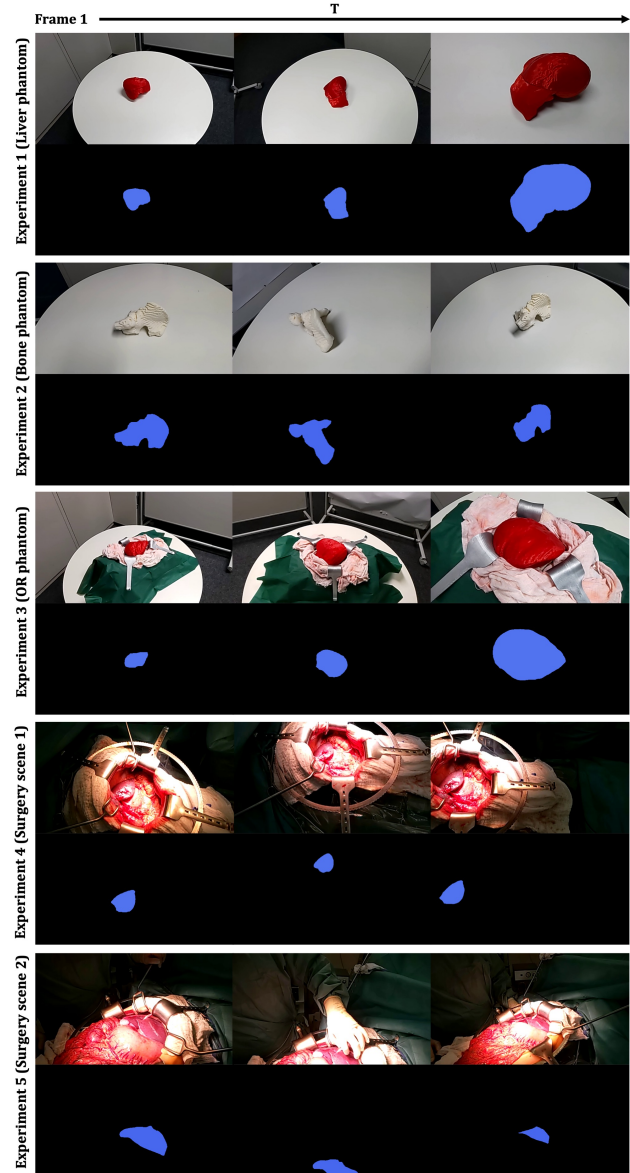 T
Frame 1
Experiment 1 (Liver phantom)
Experiment 2 (Bone phantom)
Experiment 3 (OR phantom)
Experiment 4 (Surgery scene 1)
Experiment 5 (Surgery scene 2)